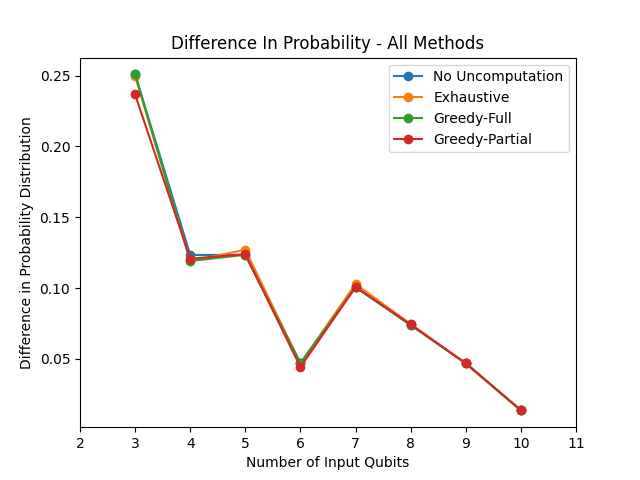 Difference In Probability - All Methods
Difference in Probability Distribution
0.25
0.20
0.15
0.10
0.05
No Uncomputation
Exhaustive
Greedy-Full
Greedy-Partial
2 3 4 5 6 7 8 9 10 11
Number of Input Qubits